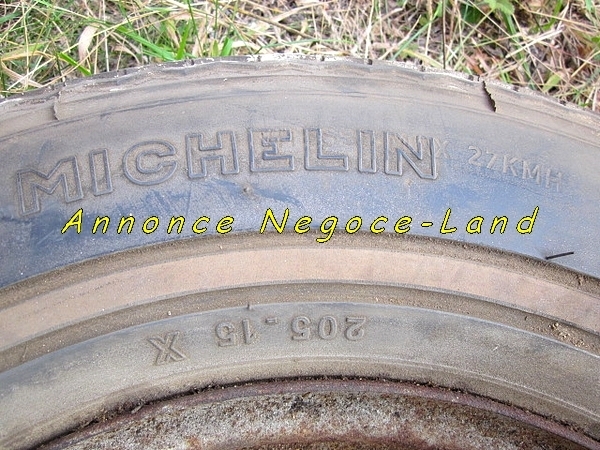 MICHELIN X 27KMH
Annonce Negoce-Land
205-15 X